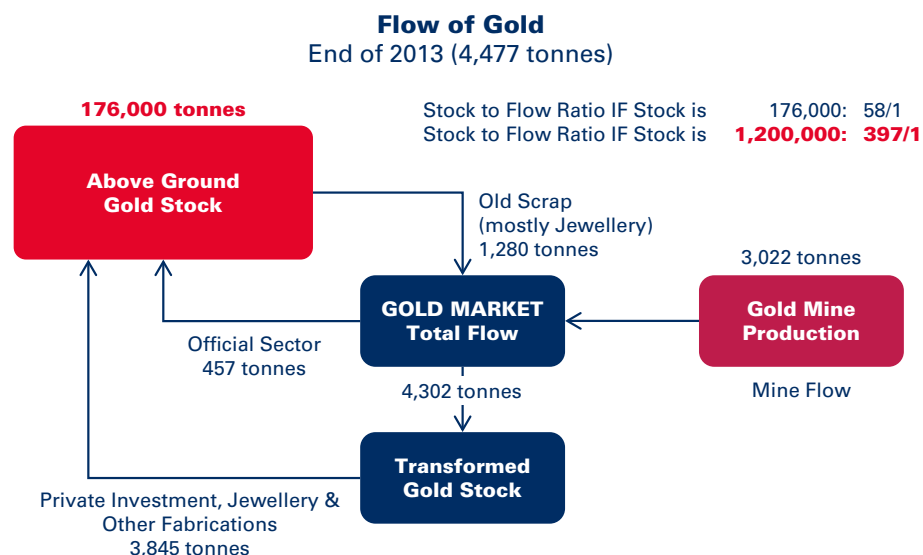 Flow of Gold
End of 2013 (4,477 tonnes)
176,000 tonnes
Stock to Flow Ratio IF Stock is 176,000: 58/1
Stock to Flow Ratio IF Stock is 1,200,000: 397/1
Above Ground
Gold Stock
Old Scrap
(mostly Jewellery)
1,280 tonnes
3,022 tonnes
GOLD MARKET
Total Flow
Gold Mine
Production
Official Sector
457 tonnes
4,302 tonnes
Mine Flow
Transformed
Gold Stock
Private Investment, Jewellery &
Other Fabrications
3,845 tonnes